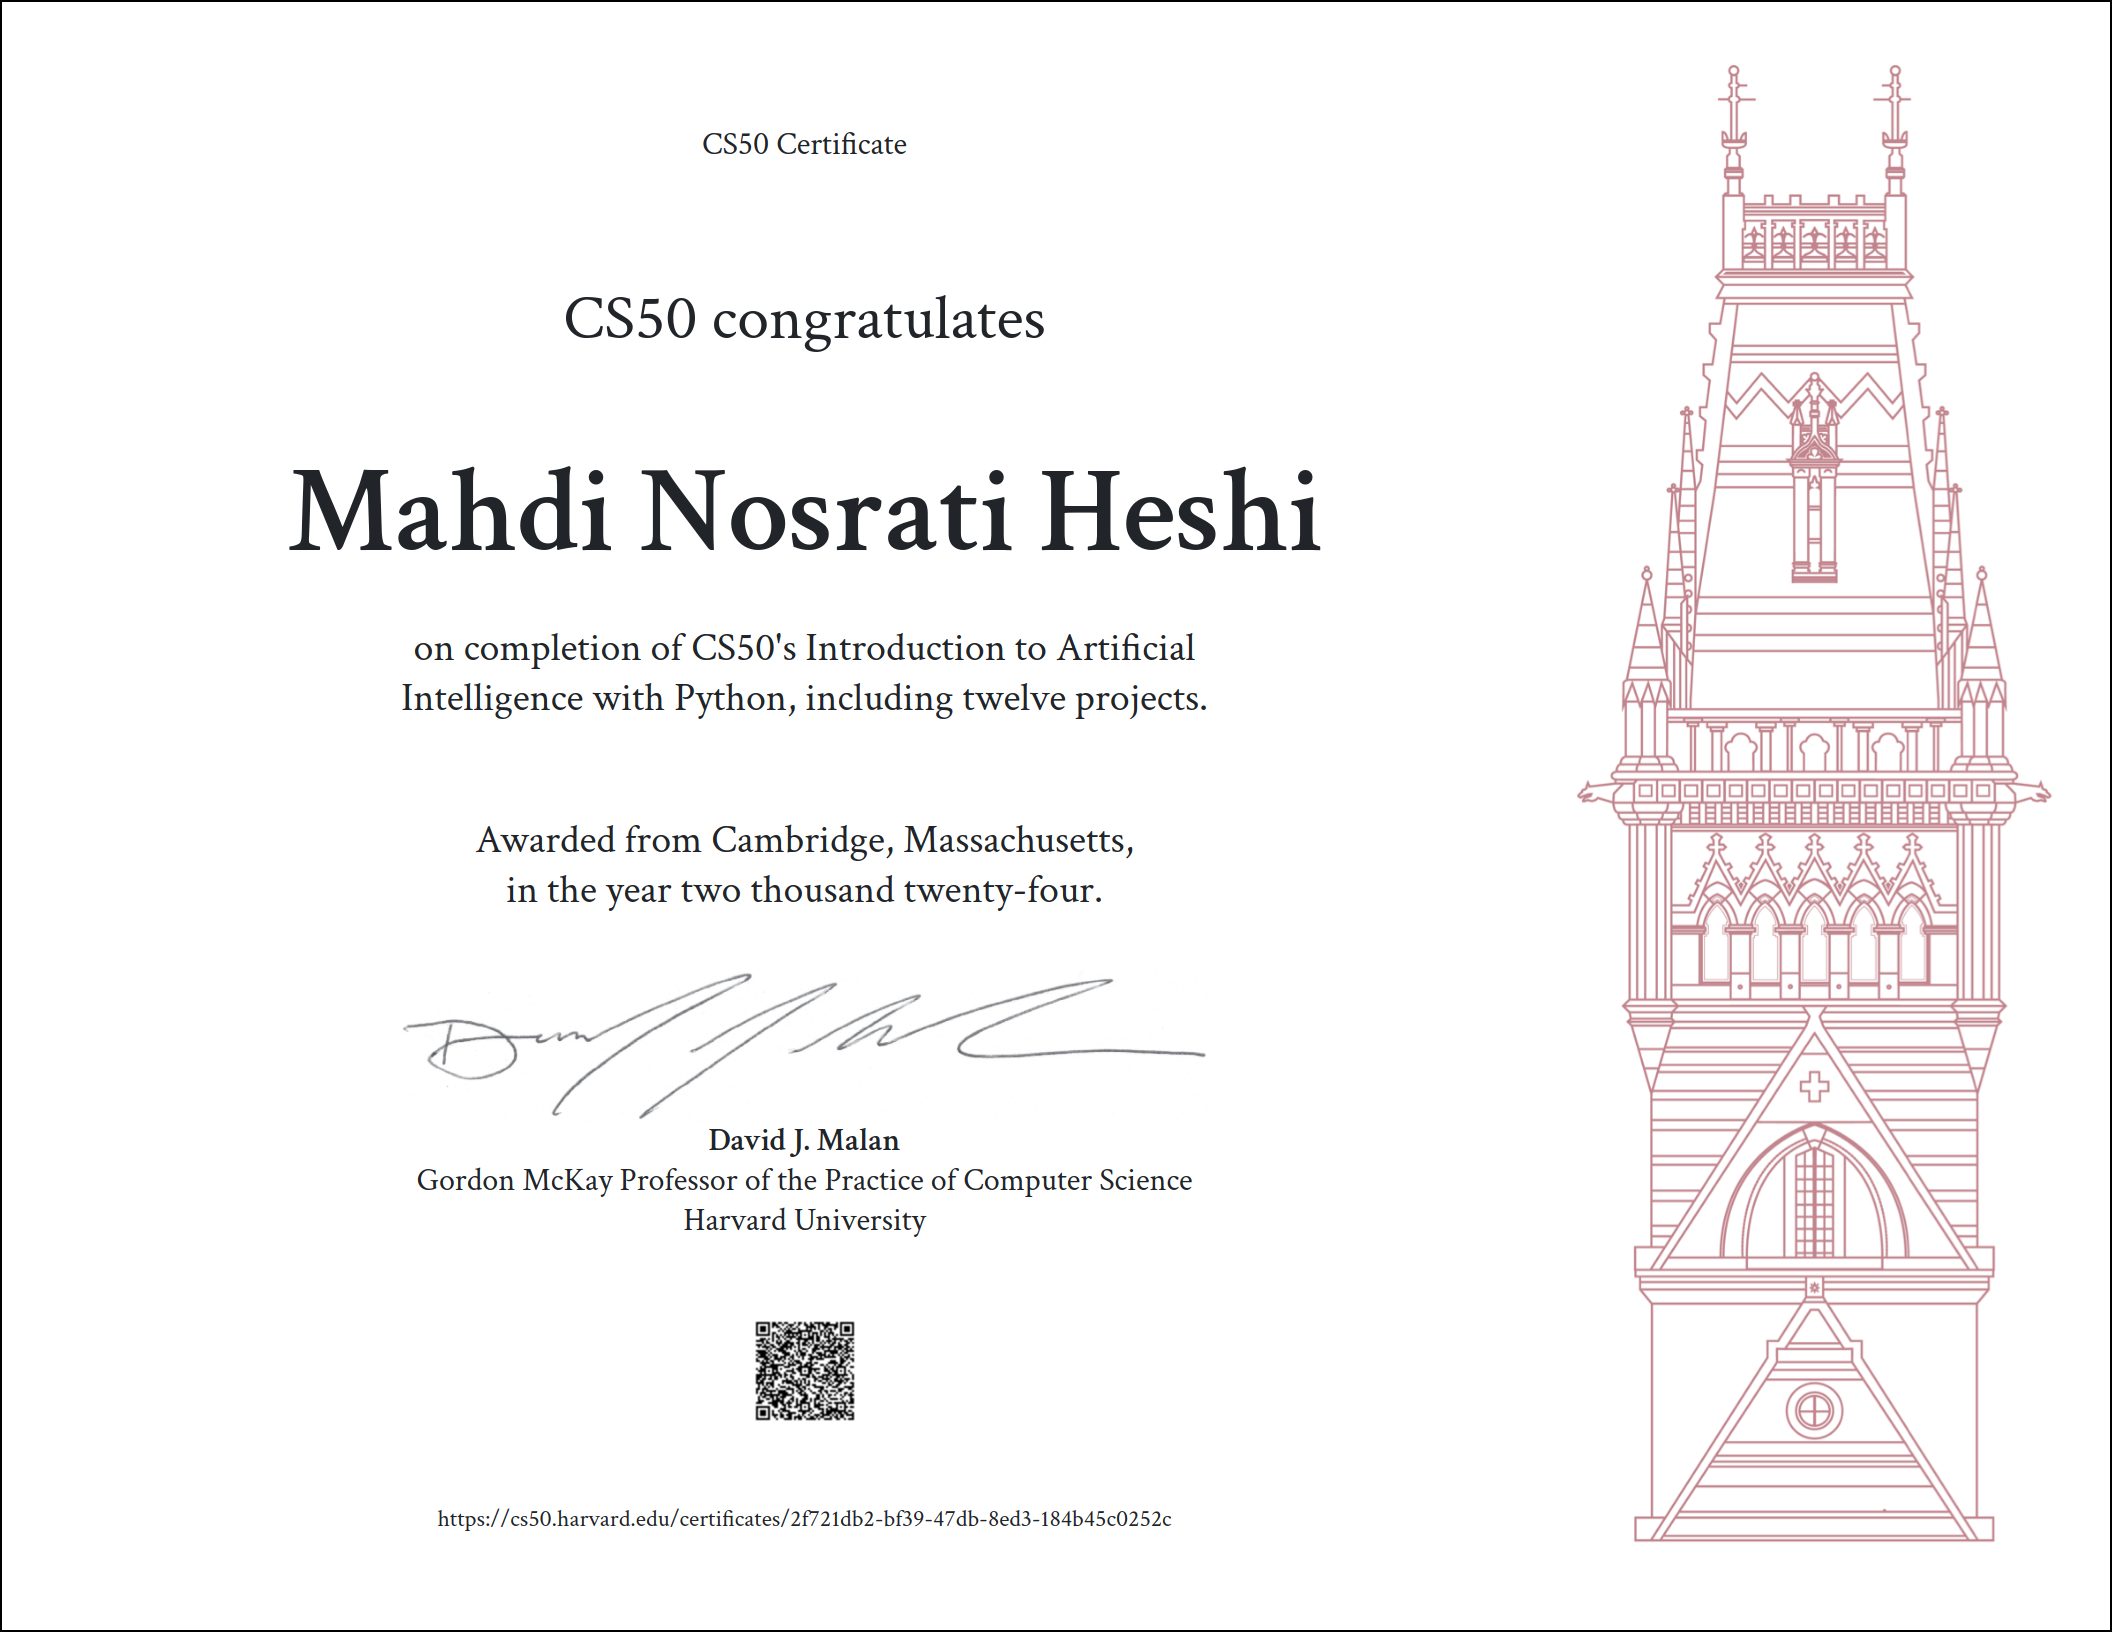 CS50 Certificate
CS50 congratulates
Mahdi Nosrati Heshi
on completion of CS50's Introduction to Artificial
Intelligence with Python, including twelve projects.
Awarded from Cambridge, Massachusetts,
in the year two thousand twenty-four.
David J. Malan
Gordon McKay Professor of the Practice of Computer Science
Harvard University
https://cs50.harvard.edu/certificates/2f721db2-bf39-47db-8ed3-184b45c0252c